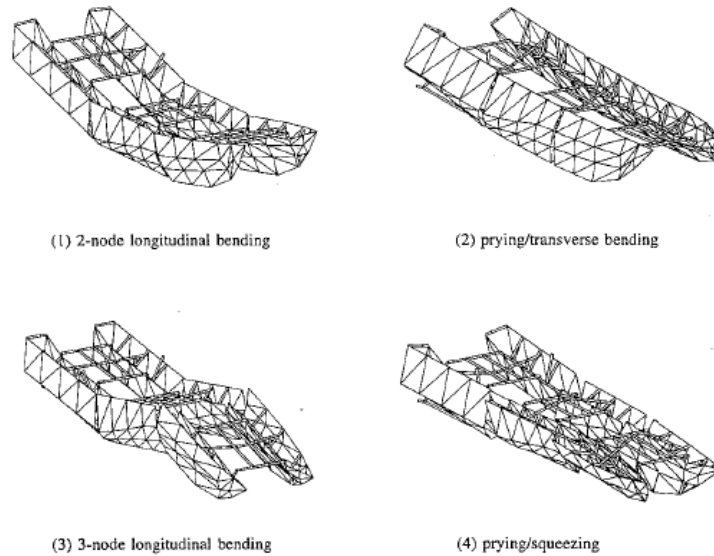 (1) 2-node longitudinal bending
(2) prying/transverse bending
(3) 3-node longitudinal bending
(4) prying/squeezing